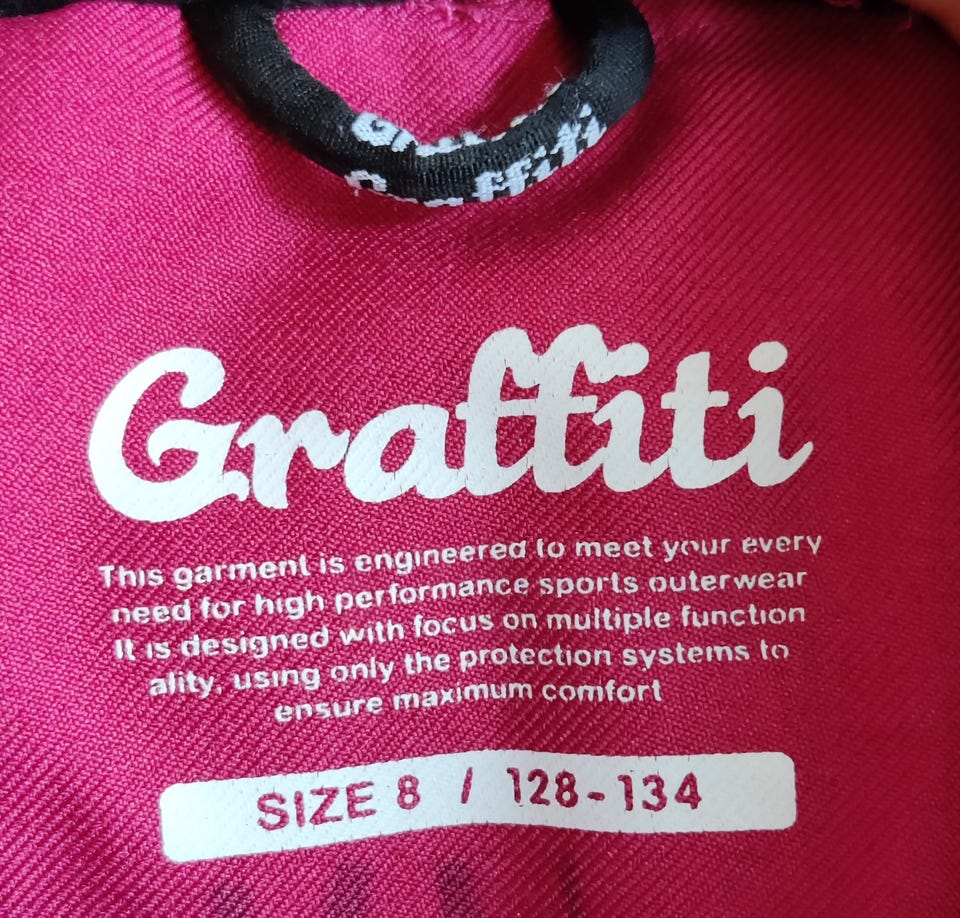 Graffiti
Graffiti
This garment is engineered to meet your every
need for high performance sports outerwear
It is designed with focus on multiple function
ality, using only the protection systems to
ensure maximum comfort
SIZE 8 / 128-134